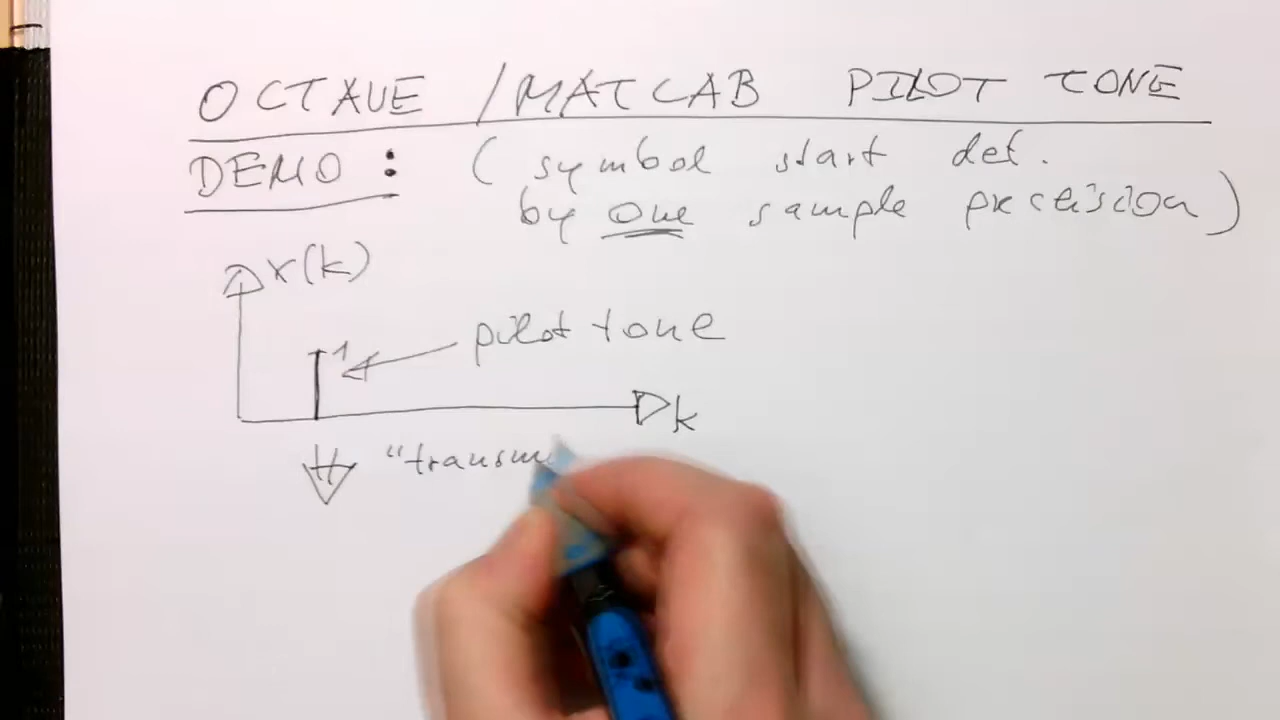 OCTAVE / MATLAB PILOT TONE
DEMO: (symbol start det.
by one sample precision)
X(k)
1
pilot tone
k
"transm